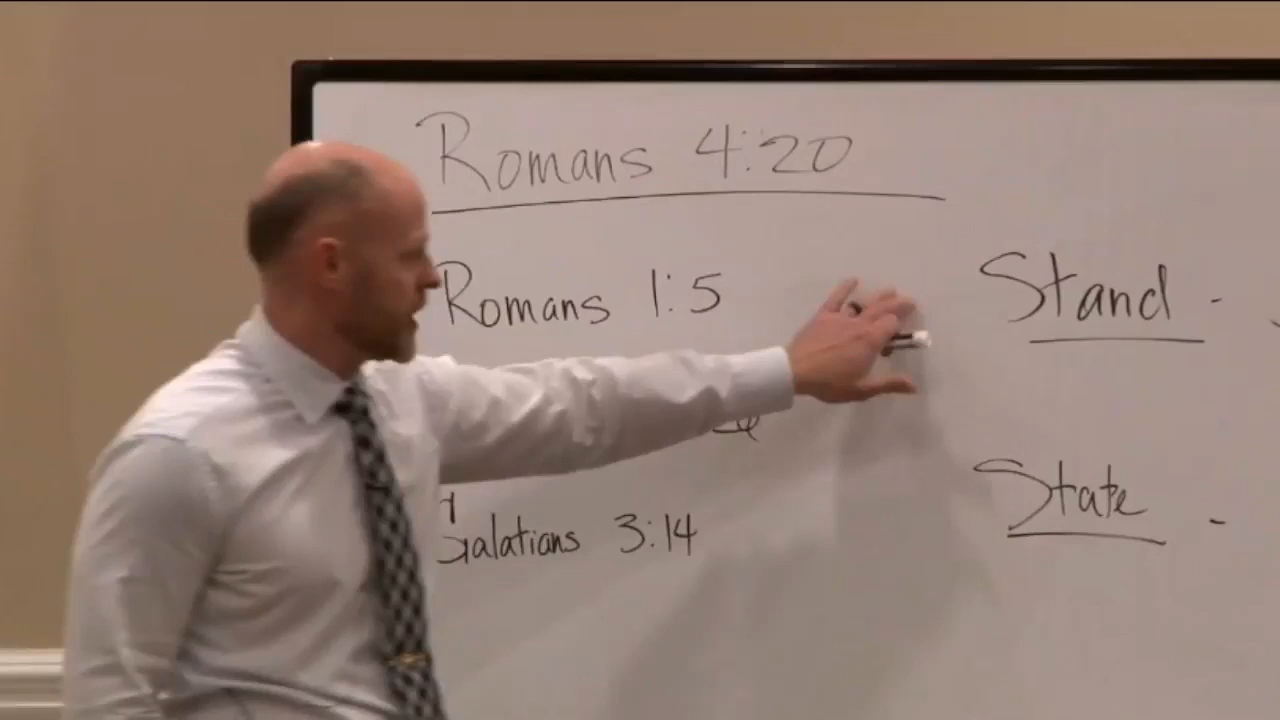 Romans 4:20
Romans 1:5
Stand -
State -
Galatians 3:14